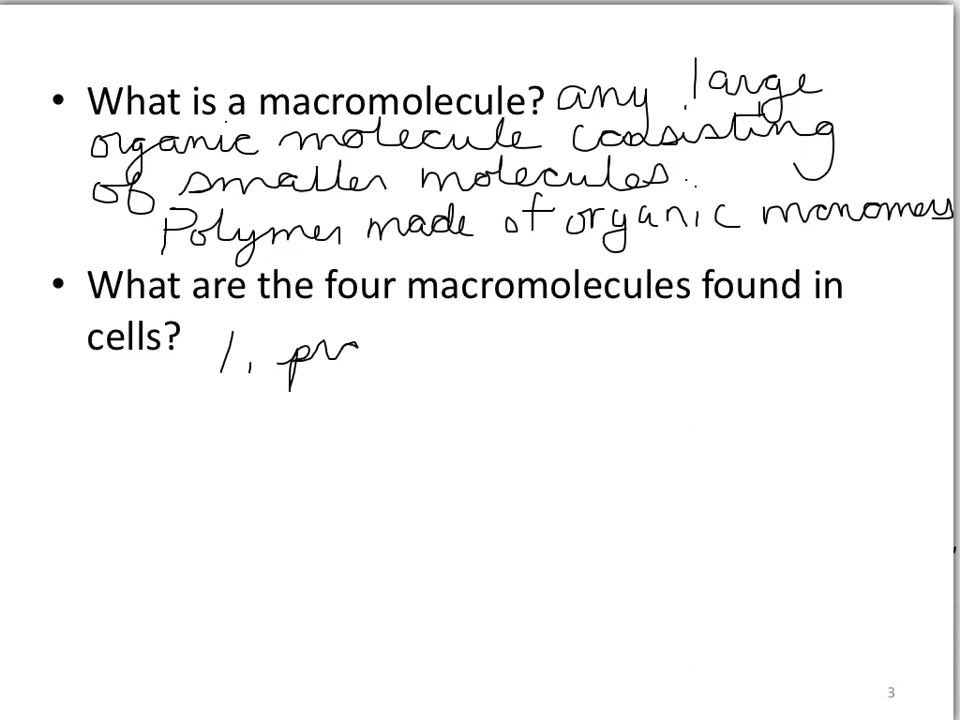 • What is a macromolecule? any large
organic molecule consisting
of smaller molecules.
Polymer made of organic monomers
• What are the four macromolecules found in
cells? 1. pro
3